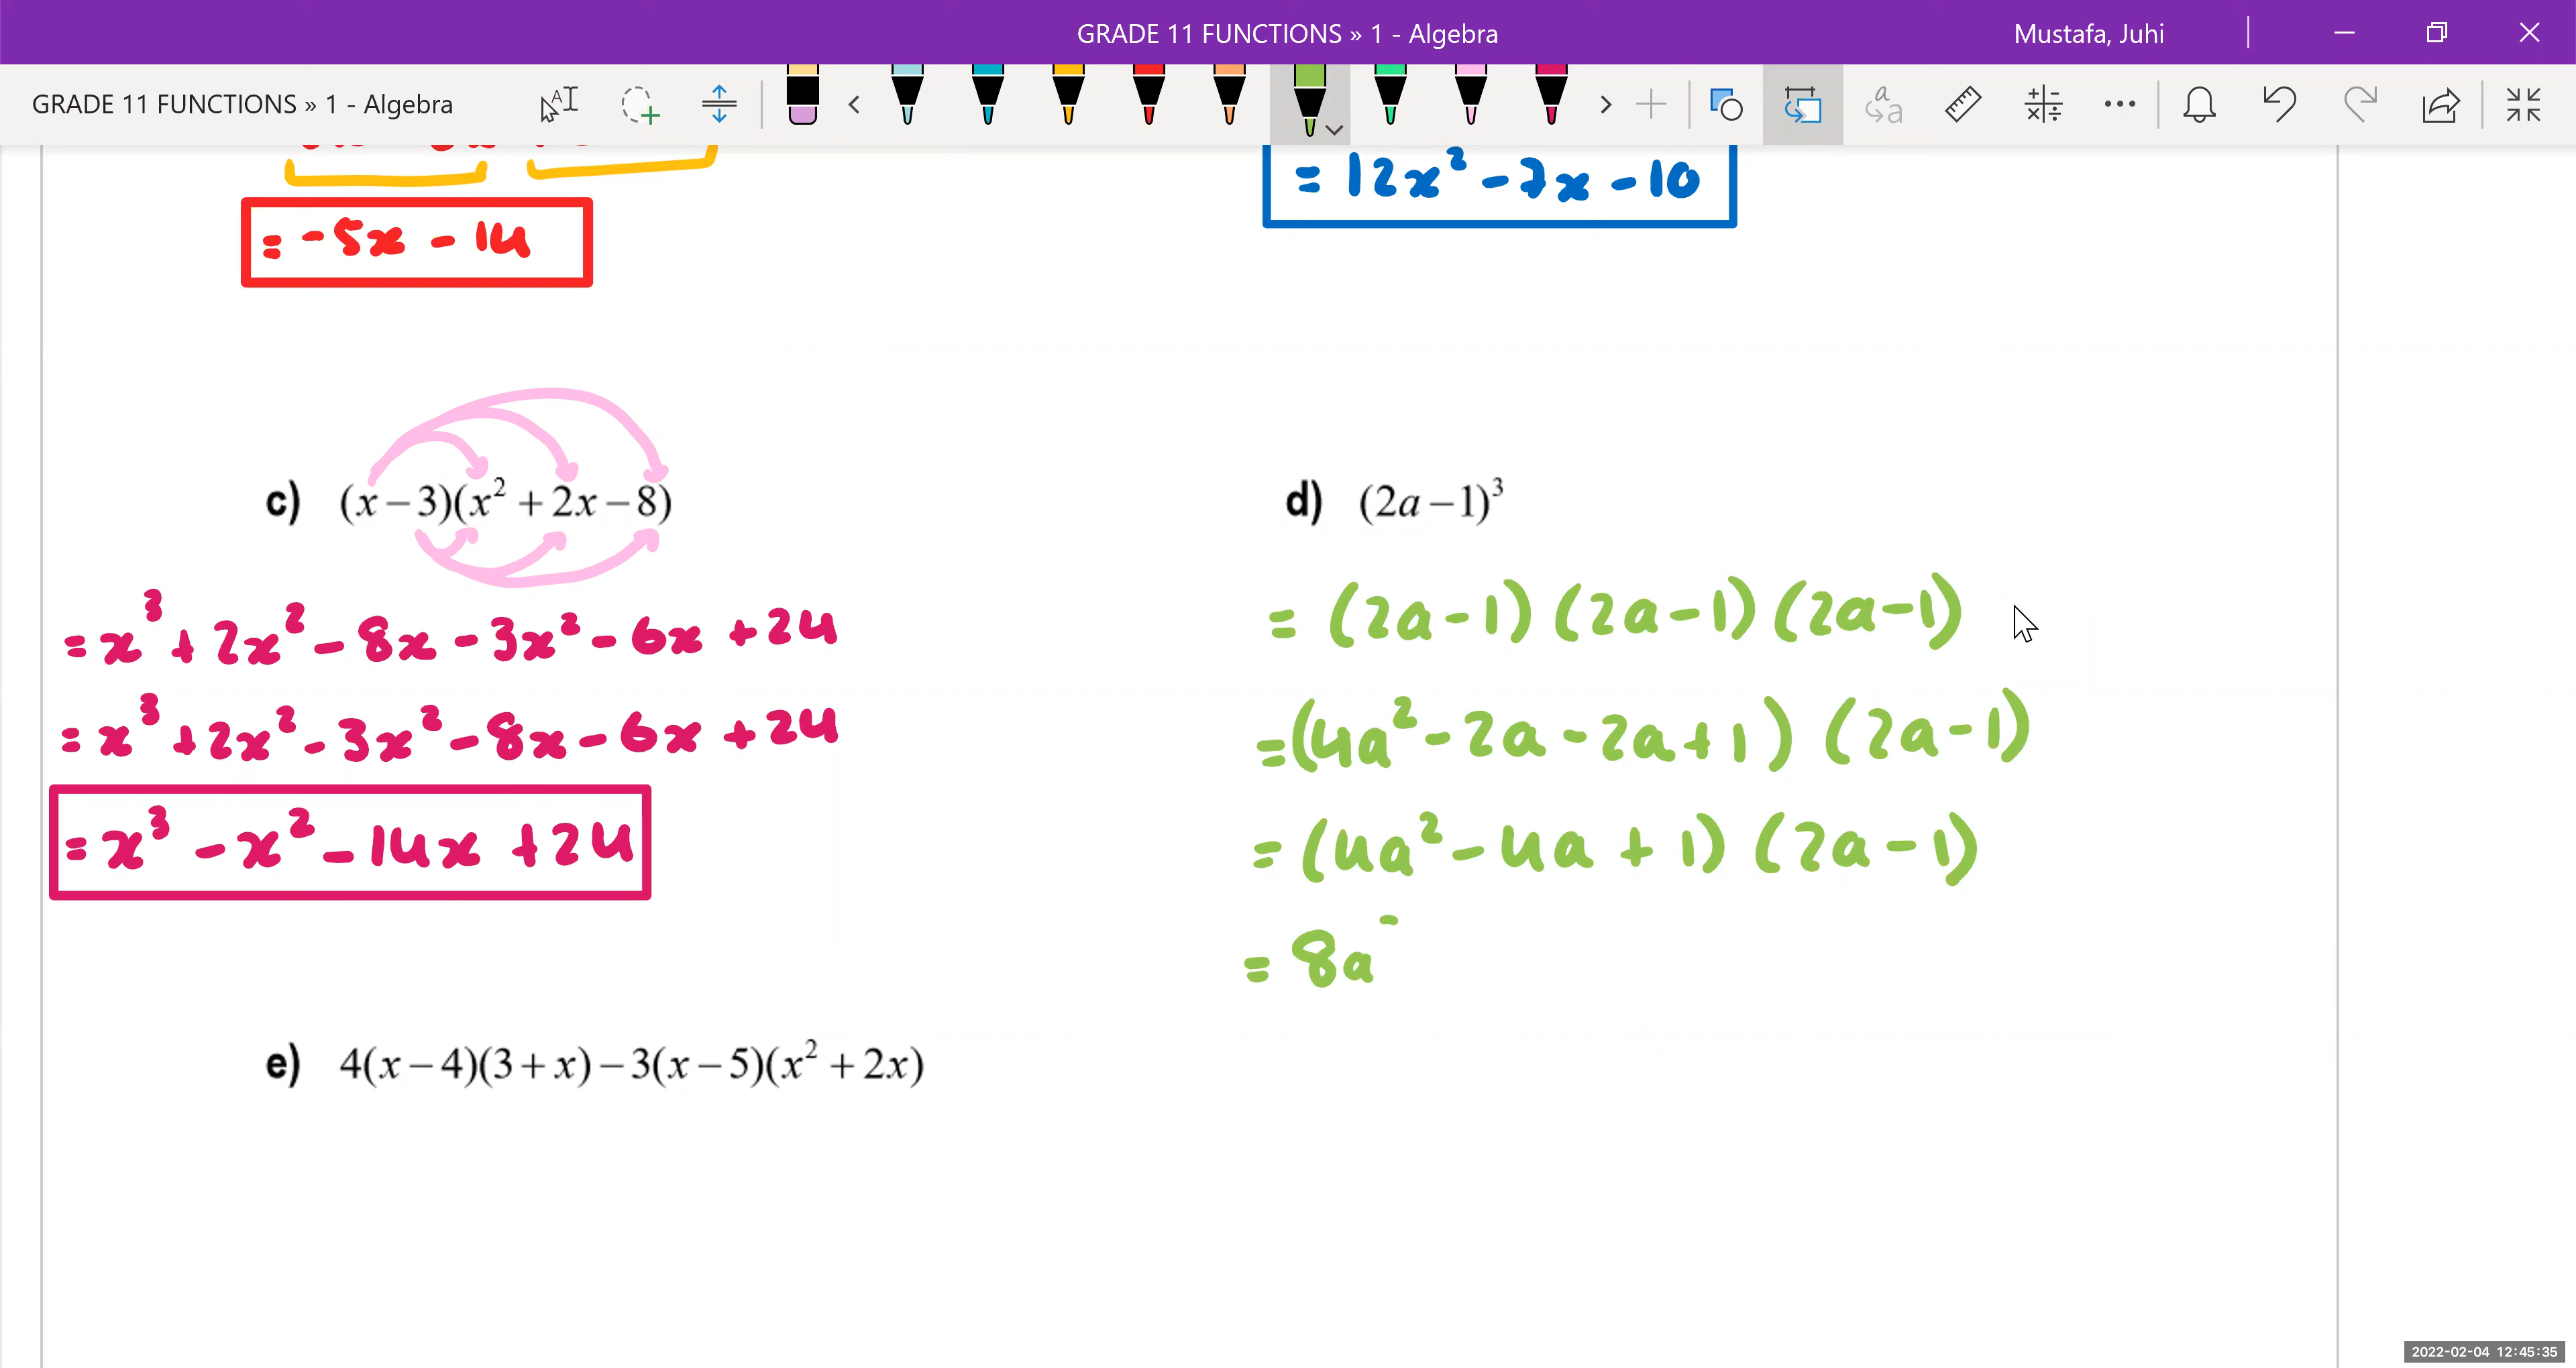 GRADE 11 FUNCTIONS » 1 - Algebra
Mustafa, Juhi
GRADE 11 FUNCTIONS » 1 - Algebra
= -5x - 14
= 12x² - 7x - 10
c) (x - 3)(x² + 2x - 8)
= x³ + 2x² - 8x - 3x² - 6x + 24
= x³ + 2x² - 3x² - 8x - 6x + 24
= x³ - x² - 14x + 24
d) (2a - 1)³
= (2a - 1) (2a - 1) (2a - 1)
= (4a² - 2a - 2a + 1) (2a - 1)
= (4a² - 4a + 1) (2a - 1)
= 8a
e) 4(x - 4)(3 + x) - 3(x - 5)(x² + 2x)
2022-02-04 12:45:35